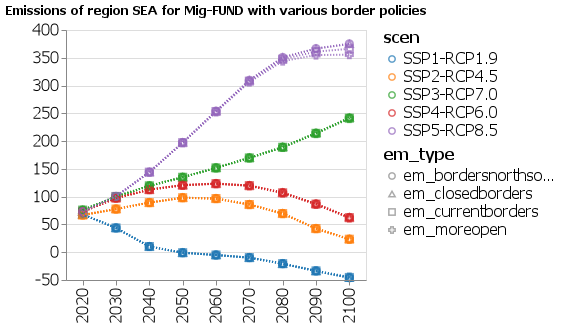 Emissions of region SEA for Mig-FUND with various border policies
400
350
300
250
200
150
100
50
0
-50
2020
2030
2040
2050
2060
2070
2080
2090
2100
scen
SSP1-RCP1.9
SSP2-RCP4.5
SSP3-RCP7.0
SSP4-RCP6.0
SSP5-RCP8.5
em_type
em_bordersnorthso...
em_closedborders
em_currentborders
em_moreopen